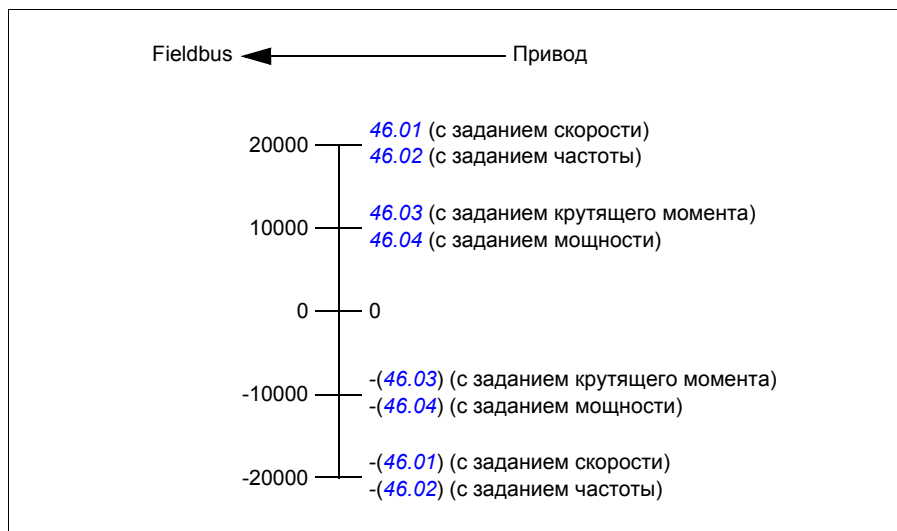 Fieldbus Привод
46.01 (с заданием скорости)
20000
46.02 (с заданием частоты)
46.03 (с заданием крутящего момента)
10000
46.04 (с заданием мощности)
0 0
-(46.03) (с заданием крутящего момента)
-10000
-(46.04) (с заданием мощности)
-(46.01) (с заданием скорости)
-20000
-(46.02) (с заданием частоты)